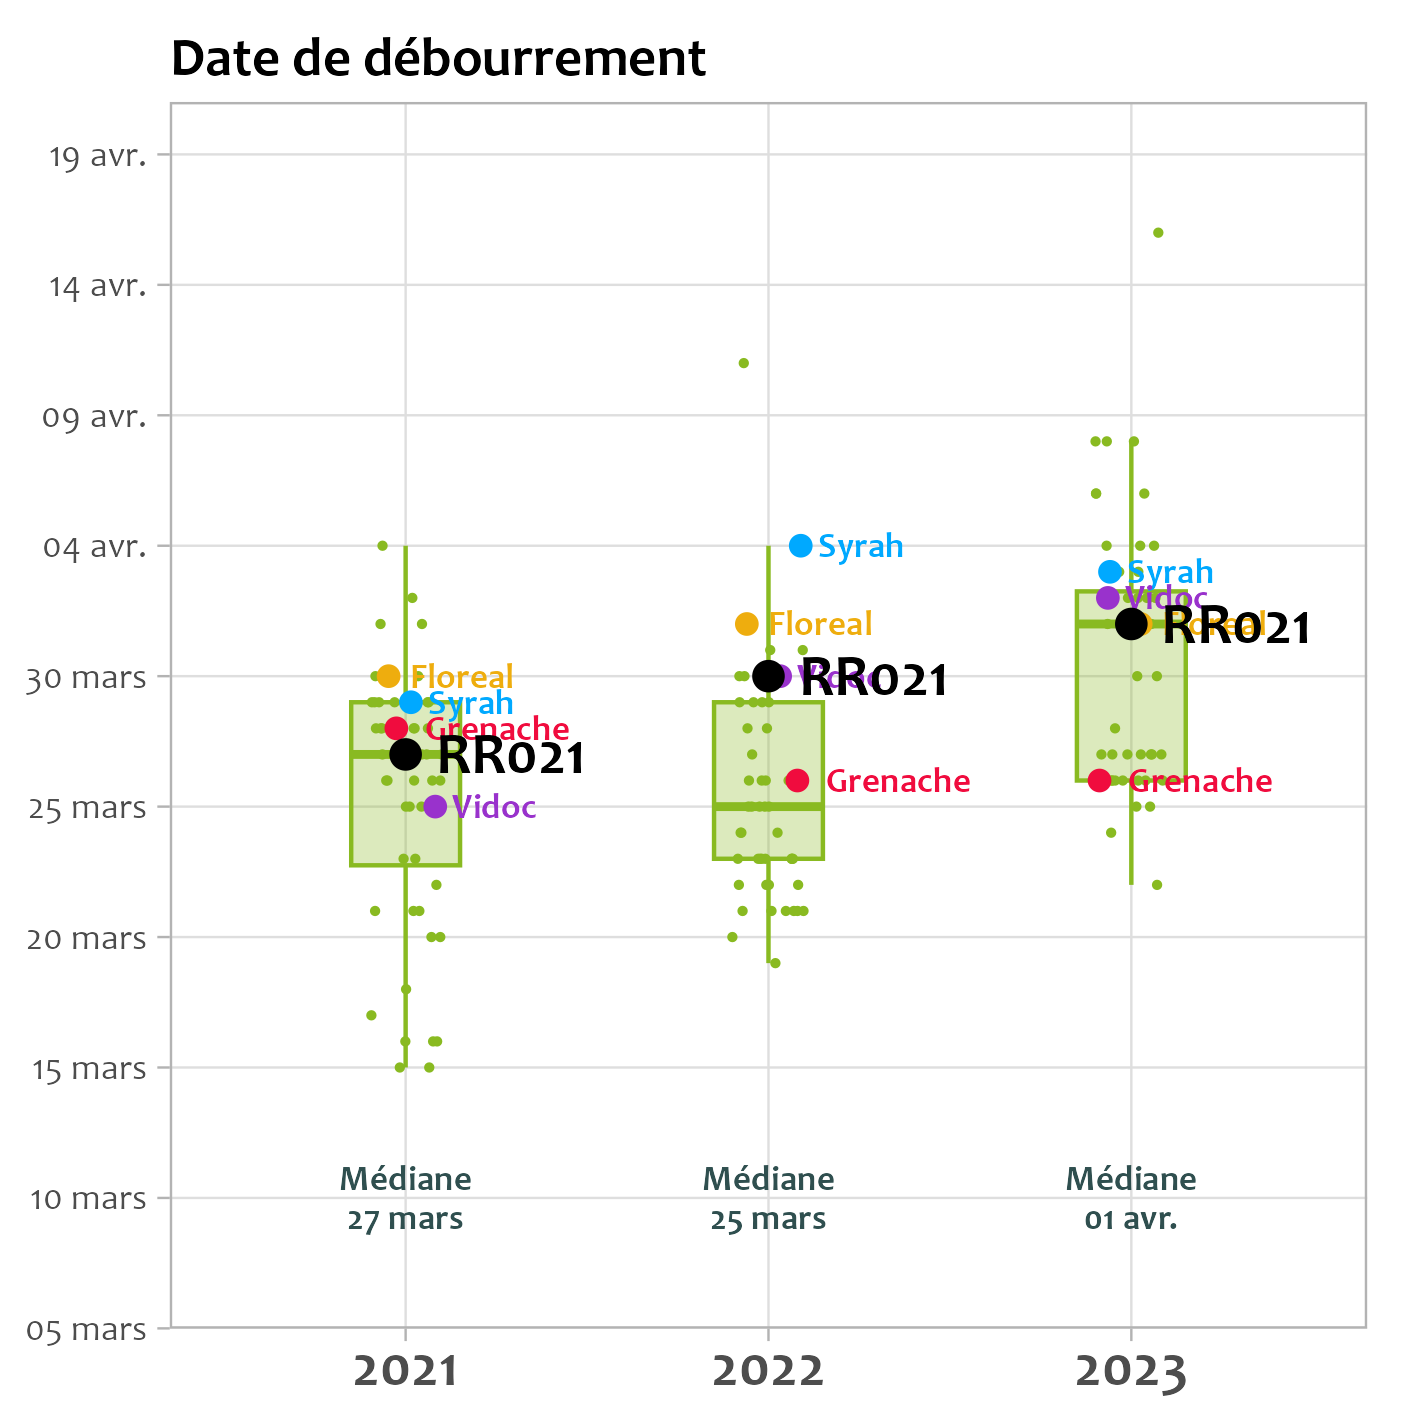 Date de débourrement
19 avr.
14 avr.
09 avr.
04 avr.
30 mars
25 mars
20 mars
15 mars
10 mars
05 mars
Floreal
Syrah
Grenache
RR021
Vidoc
Médiane
27 mars
Syrah
Floreal
Vidoc
RR021
Grenache
Médiane
25 mars
Syrah
Vidoc
Floreal
RR021
Grenache
Médiane
01 avr.
2021
2022
2023